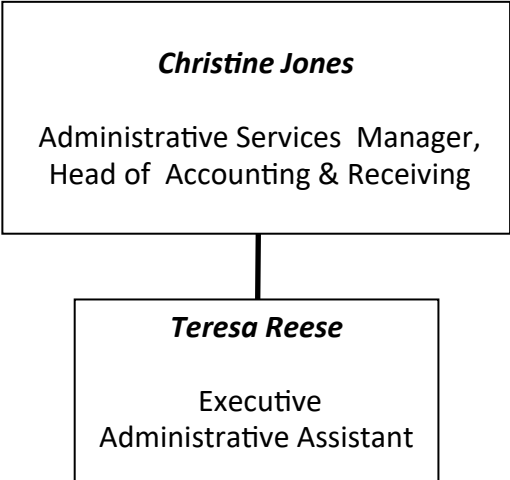 Christine Jones
Administrative Services  Manager,
Head of  Accounting & Receiving
Teresa Reese
Executive
Administrative Assistant